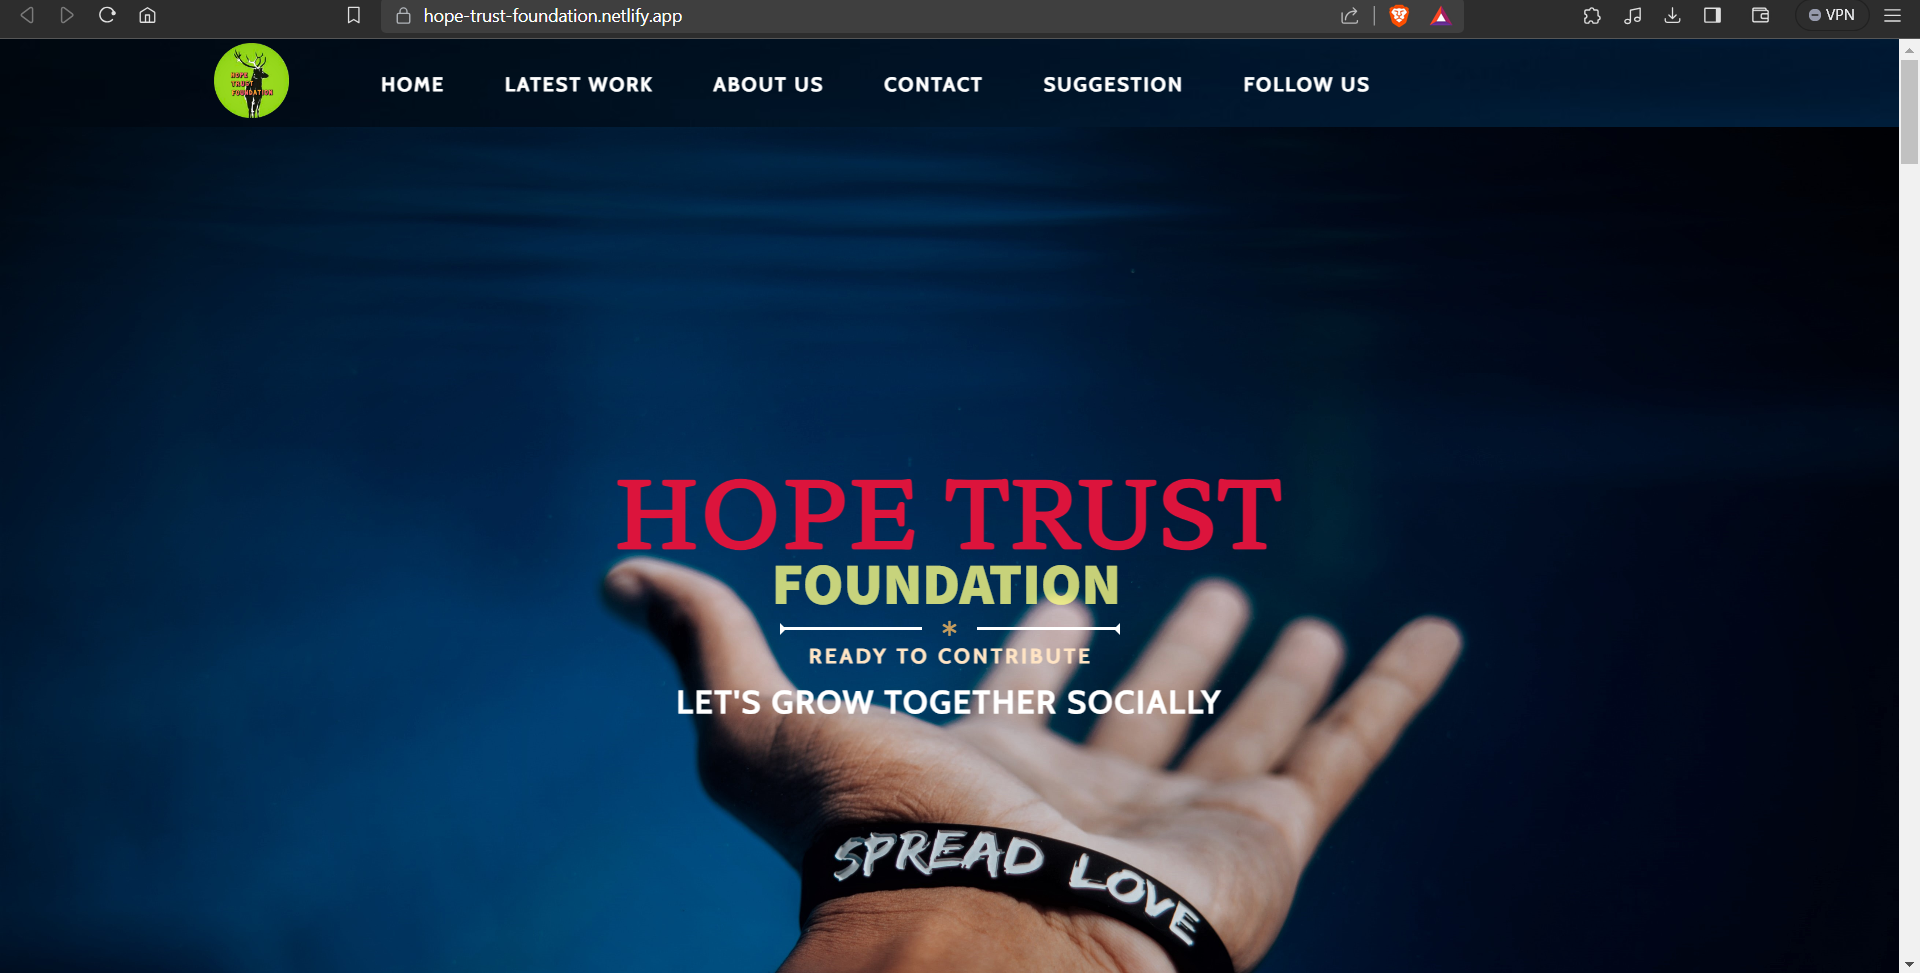 hope-trust-foundation.netlify.app
VPN
HOPE
TRUST
FOUNDATION
HOME LATEST WORK ABOUT US CONTACT SUGGESTION FOLLOW US
HOPE TRUST
FOUNDATION
*
READY TO CONTRIBUTE
LET'S GROW TOGETHER SOCIALLY
SPREAD LOVE